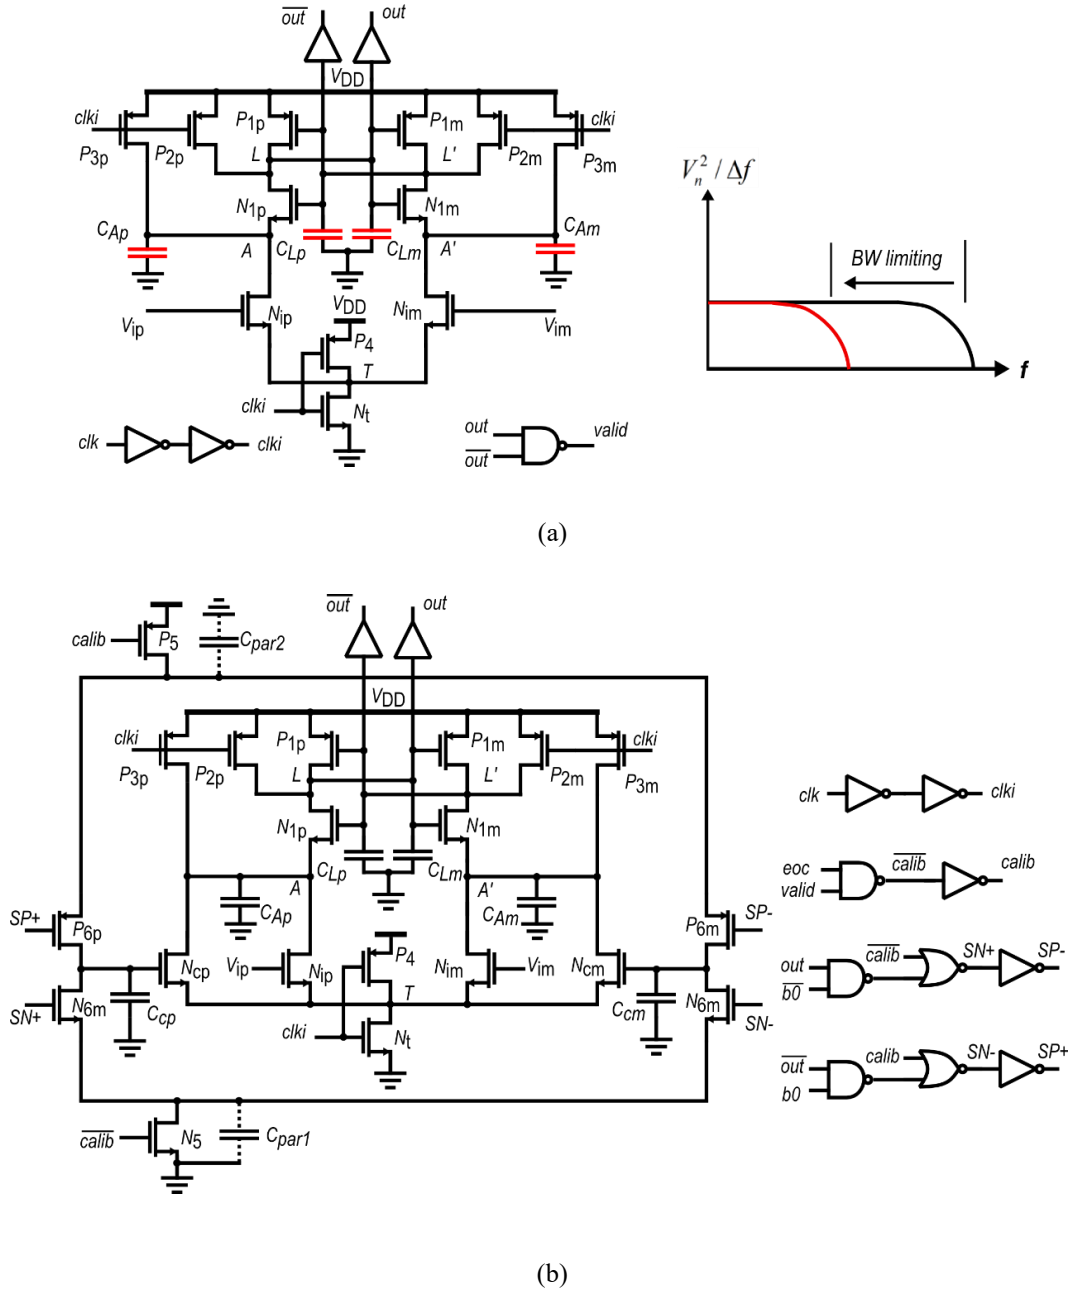 out out
VDD
clki P3p P2p P1p L P1m L' P2m clki P3m
N1p N1m
CAp A CLp CLm A' CAm
Vip Nip VDD P4 T Nim Vim
clki Nt
clk clki
out out valid
Vn2 / Δf
BW limiting
f
(a)
out out
calib P5 Cpar2
VDD
clki P3p P2p P1p L P1m L' P2m clki P3m
N1p N1m
CLp CLm
A CAp A' CAm
SP+ P6p P6m SP-
Ncp Vip Nip P4 T Nim Vim Ncm
SN+ N6m Ccp Ccm N6m SN-
clki Nt
calib N5 Cpar1
clk clki
eoc valid calib calib
out b0 calib SN+ SP-
out b0 calib SN- SP+
(b)